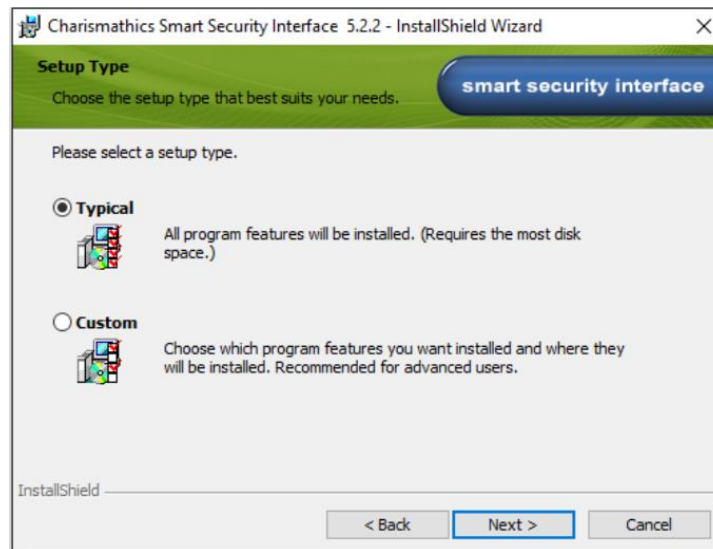 Charismathics Smart Security Interface 5.2.2 - InstallShield Wizard
Setup Type
Choose the setup type that best suits your needs.
smart security interface
Please select a setup type.
Typical
All program features will be installed. (Requires the most disk
space.)
Custom
Choose which program features you want installed and where they
will be installed. Recommended for advanced users.
InstallShield
< Back
Next >
Cancel